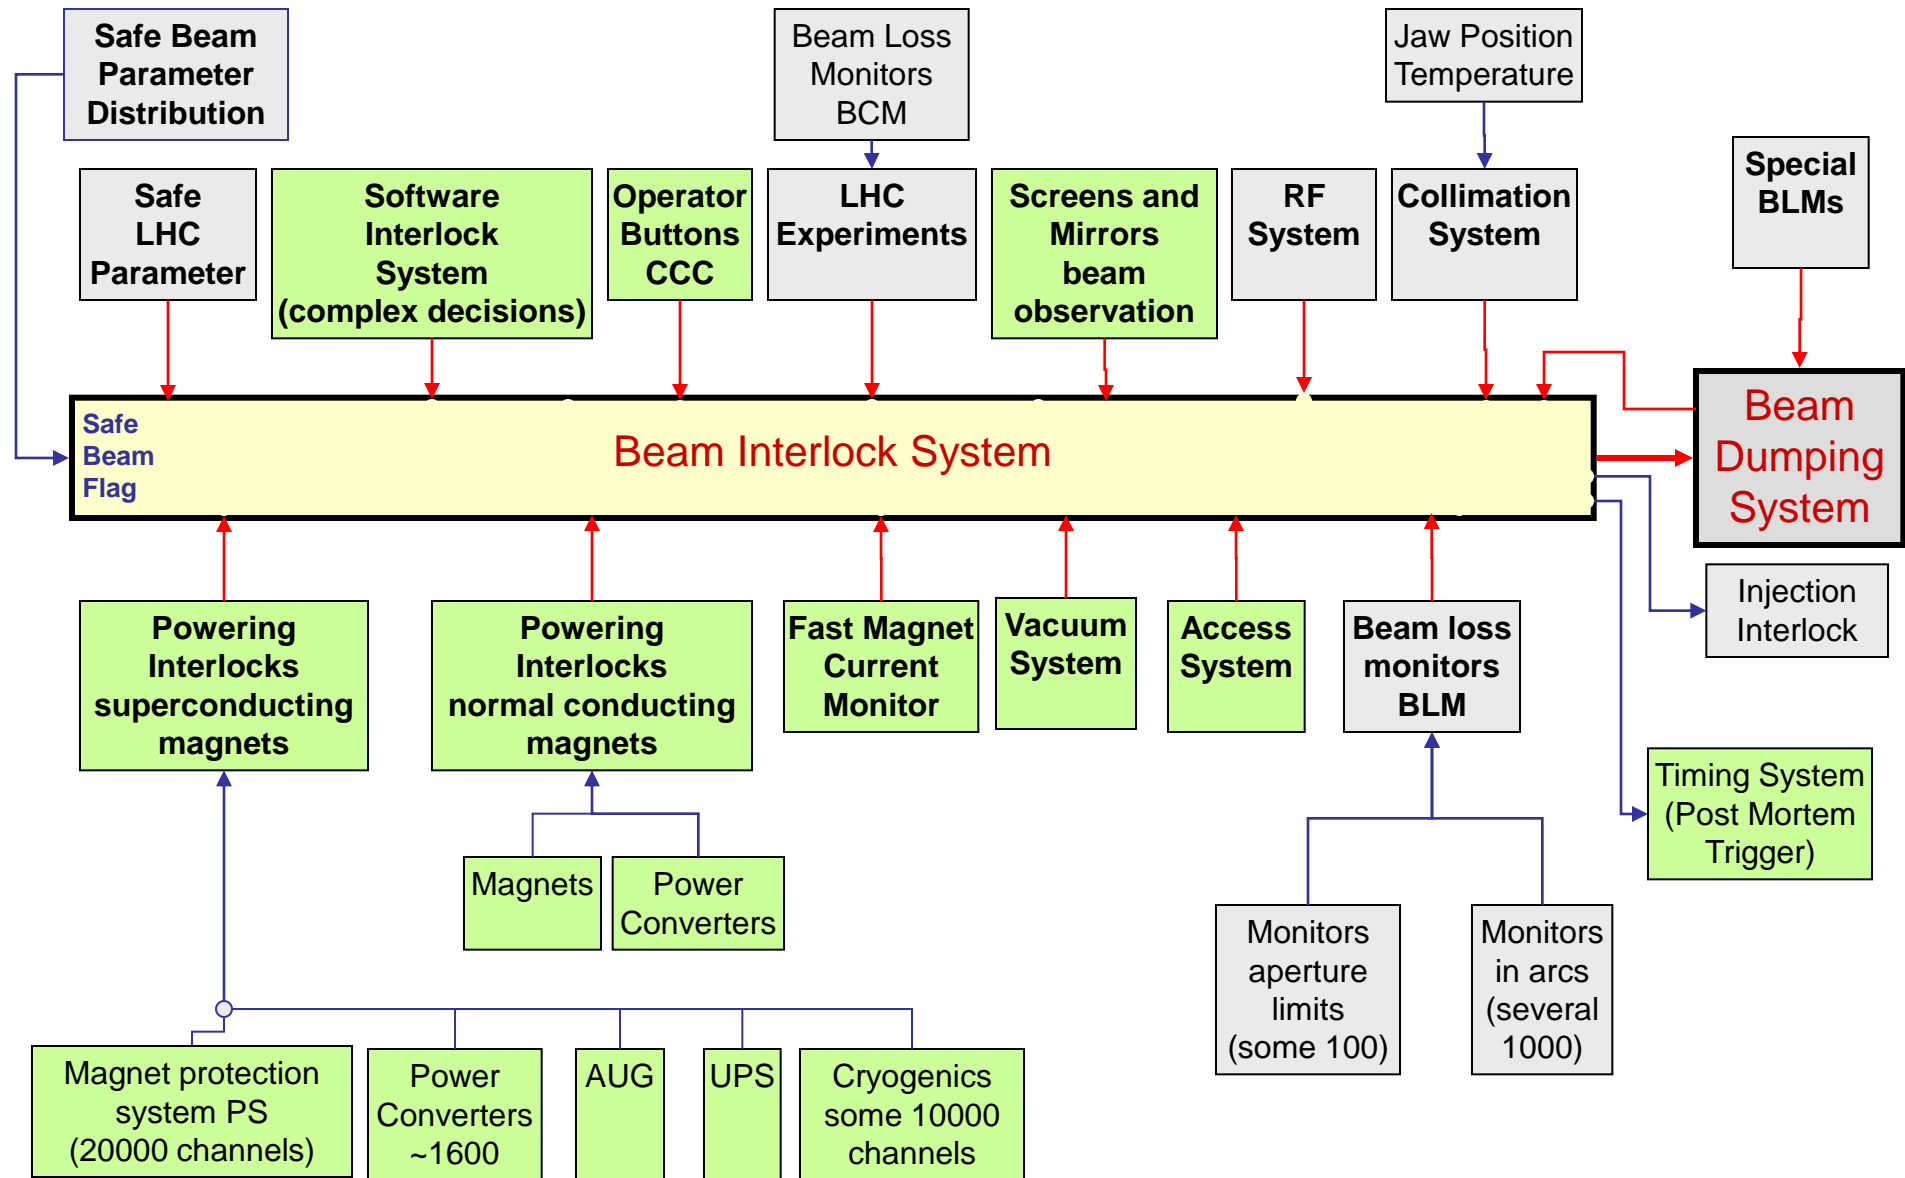 Safe Beam
Parameter
Distribution
Beam Loss
Monitors
BCM
Jaw Position
Temperature
Safe
LHC
Parameter
Software
Interlock
System
(complex decisions)
Operator
Buttons
CCC
LHC
Experiments
Screens and
Mirrors
beam
observation
RF
System
Collimation
System
Special
BLMs
Safe
Beam
Flag
Beam Interlock System
Beam
Dumping
System
Powering
Interlocks
superconducting
magnets
Powering
Interlocks
normal conducting
magnets
Fast Magnet
Current
Monitor
Vacuum
System
Access
System
Beam loss
monitors
BLM
Injection
Interlock
Timing System
(Post Mortem
Trigger)
Magnets
Power
Converters
Monitors
aperture
limits
(some 100)
Monitors
in arcs
(several
1000)
Magnet protection
system PS
(20000 channels)
Power
Converters
~1600
AUG
UPS
Cryogenics
some 10000
channels